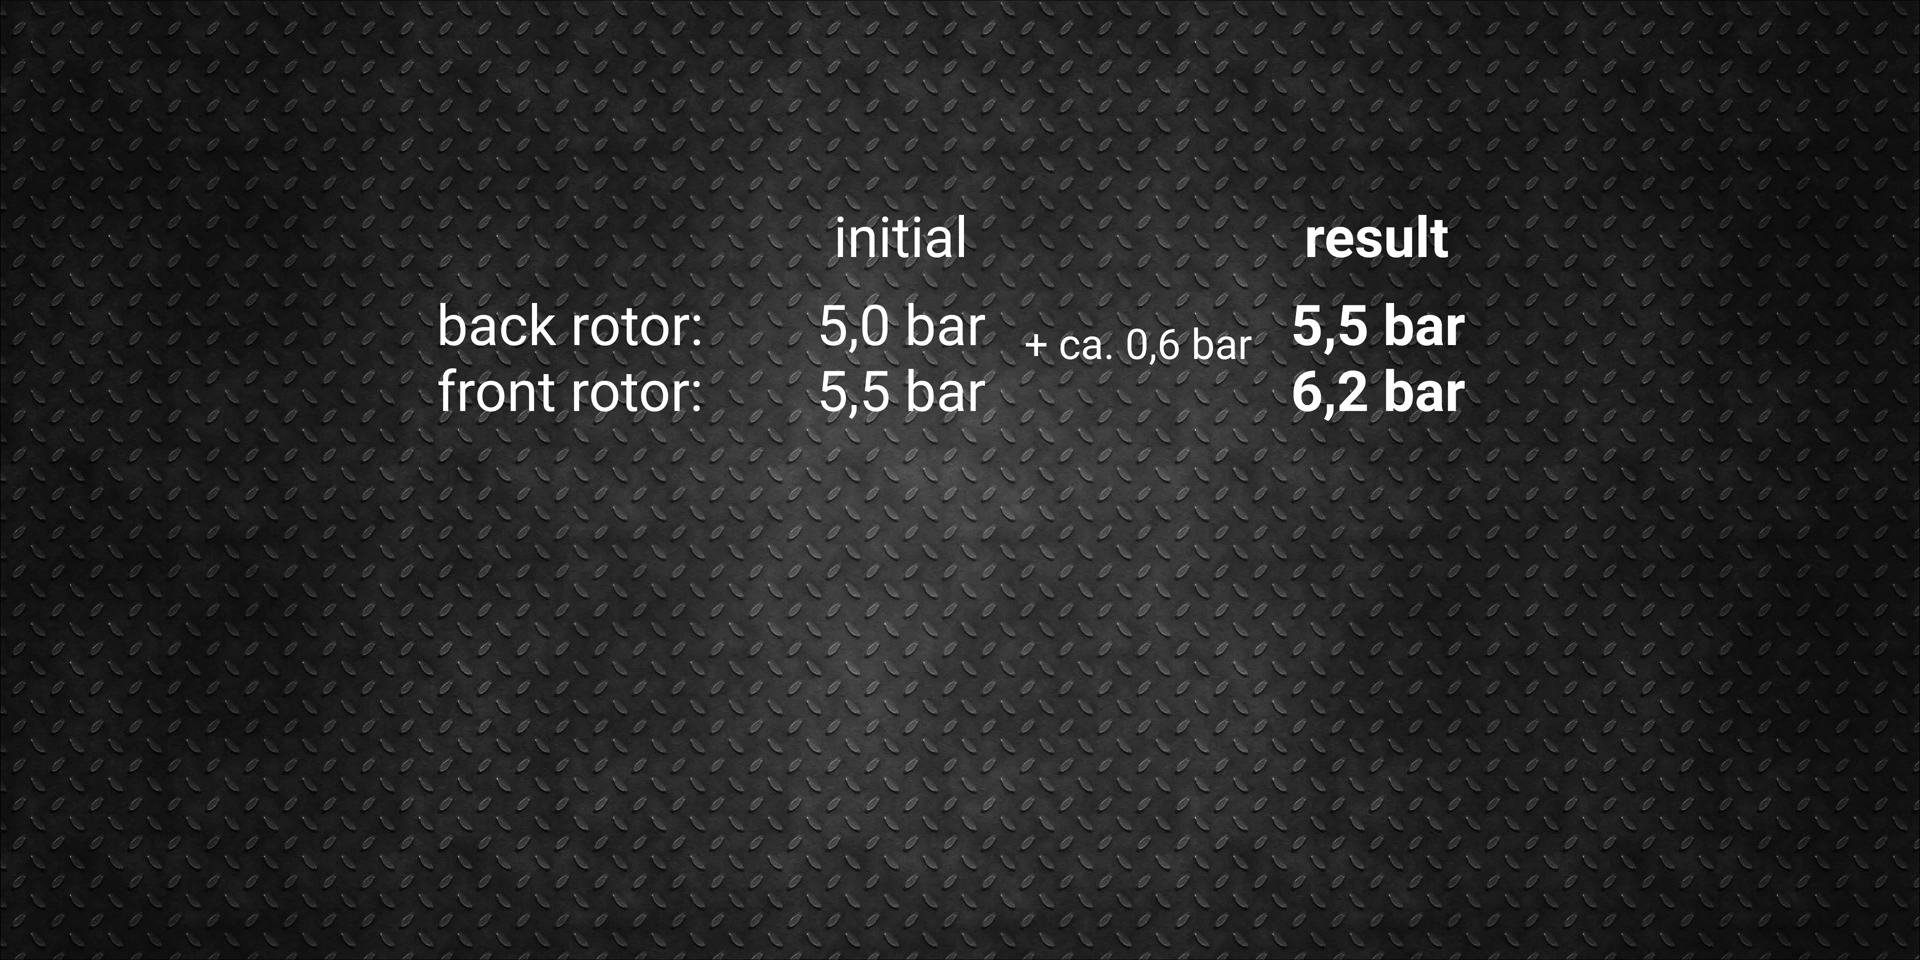 initial result
back rotor: 5,0 bar + ca. 0,6 bar 5,5 bar
front rotor: 5,5 bar 6,2 bar